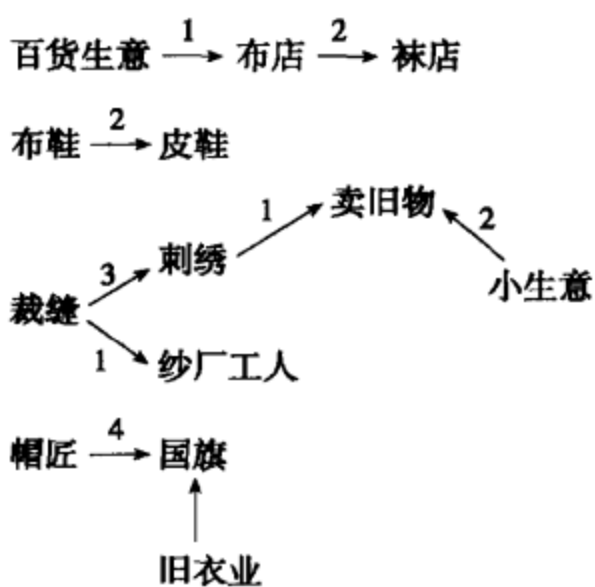 百货生意 1 布店 2 袜店
布鞋 2 皮鞋
卖旧物
1 2
刺绣
小生意
3
裁缝
1 纱厂工人
帽匠 4 国旗
旧衣业